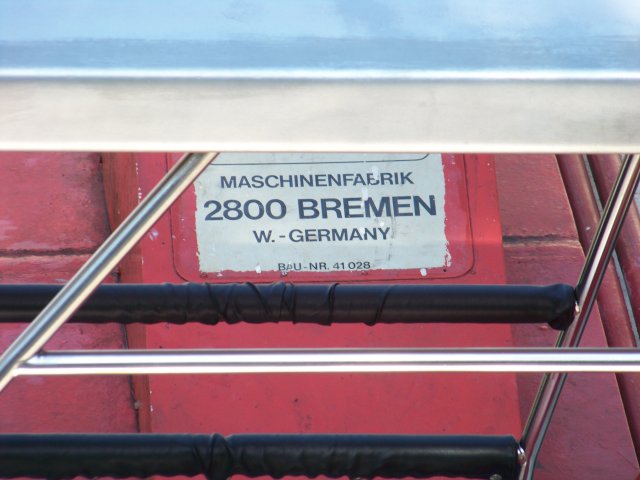 MASCHINENFABRIK
2800 BREMEN
W.-GERMANY
BAU-NR. 41028